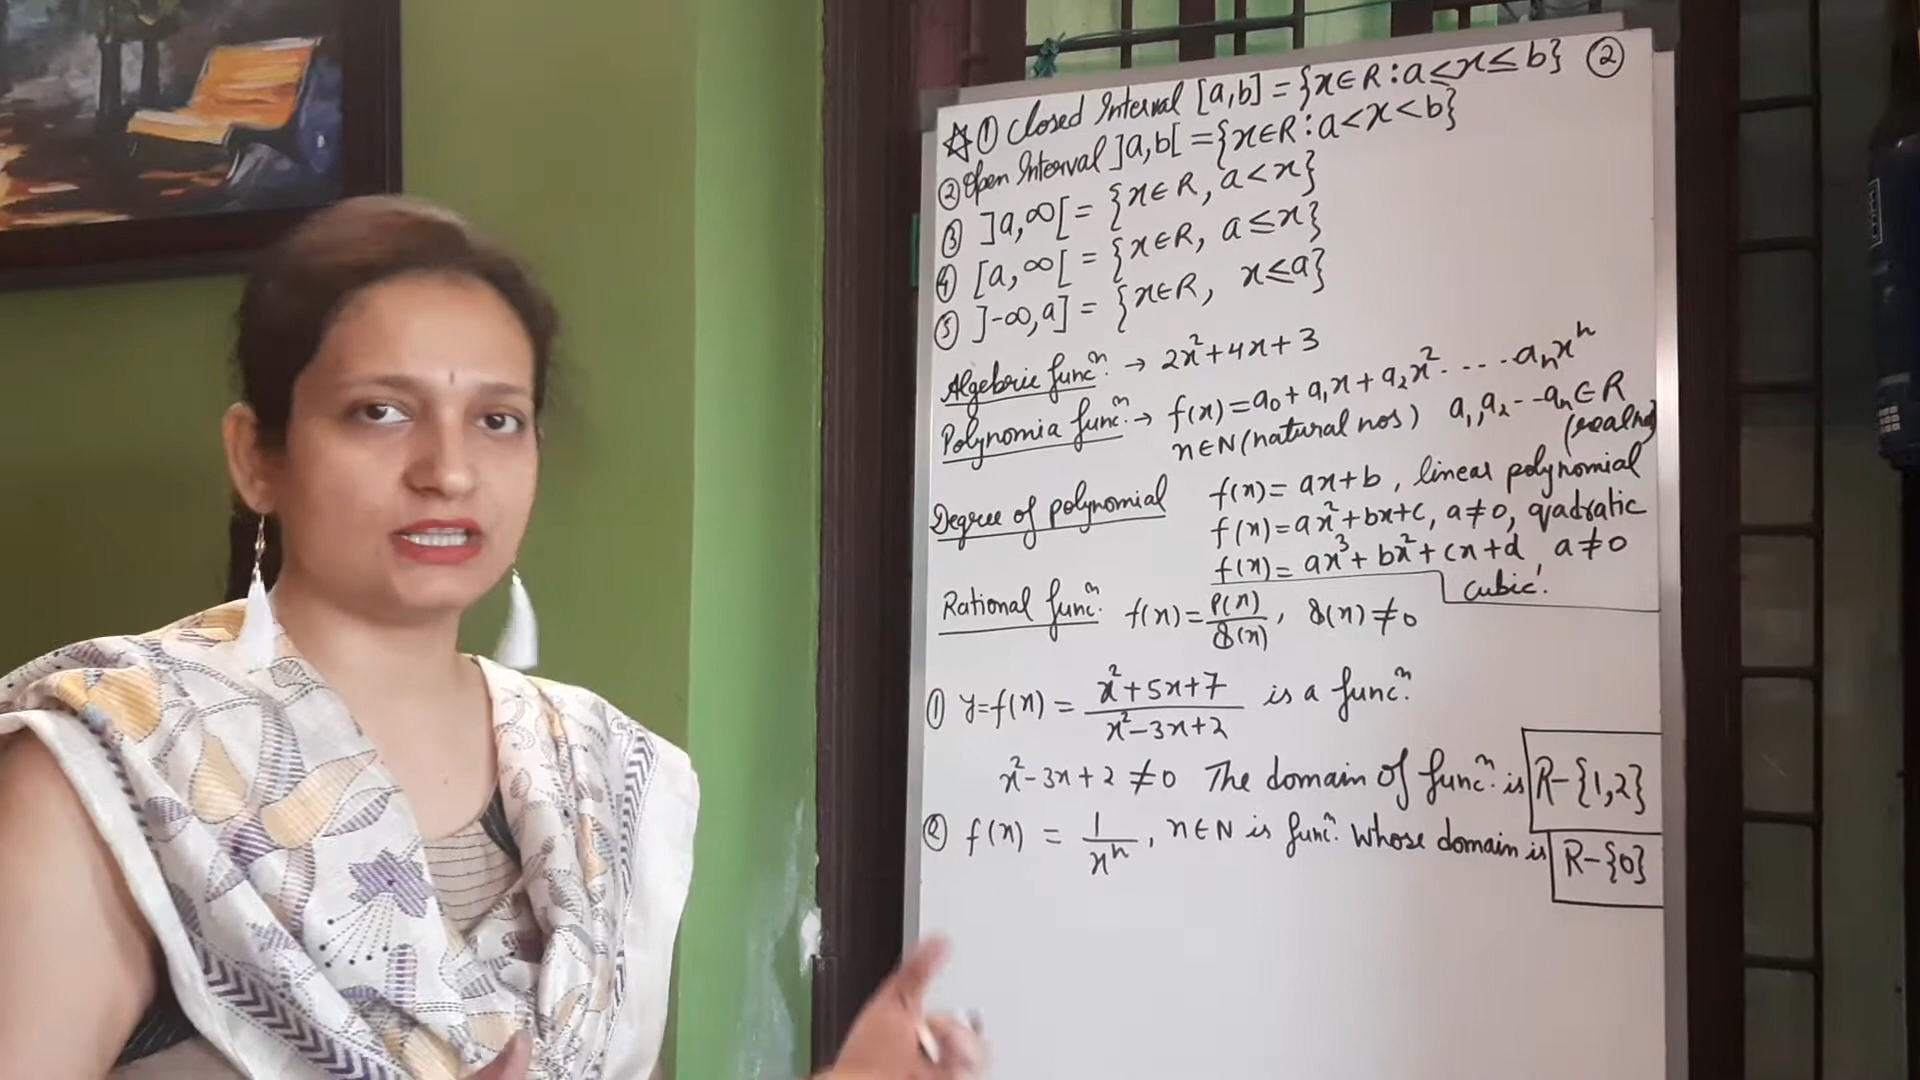 ☆ ① Closed Interval [a,b] = {x∈R : a≤x≤b} ②
② Open Interval ]a,b[ = {x∈R : a<x<b}
③ ]a,∞[ = {x∈R, a<x}
④ [a,∞[ = {x∈R, a≤x}
⑤ ]-∞,a] = {x∈R, x≤a}
Algebric funcⁿ. → 2x²+4x+3
Polynomia funcⁿ. → f(x)=a₀+a₁x+a₂x²....aₙxⁿ
n∈N (natural nos) a₁,a₂--aₙ∈R
(real no)
Degree of polynomial f(x)= ax+b, linear polynomial
f(x)=ax²+bx+c, a≠0, quadratic
f(x)= ax³+bx²+cx+d a≠0
cubic!
Rational funcⁿ. f(x)=P(x)/Q(x), Q(x)≠0
① y=f(x) = x²+5x+7/x²-3x+2 is a funcⁿ.
x²-3x+2 ≠0 The domain of funcⁿ. is R-{1,2}
② f(x) = 1/xⁿ, n∈N is funcⁿ. whose domain is R-{0}